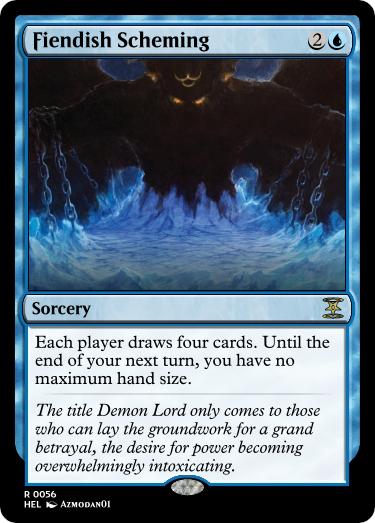 Fiendish Scheming 2
Sorcery
Each player draws four cards. Until the
end of your next turn, you have no
maximum hand size.
The title Demon Lord only comes to those
who can lay the groundwork for a grand
betrayal, the desire for power becoming
overwhelmingly intoxicating.
R 0056
HEL AzmodanOI